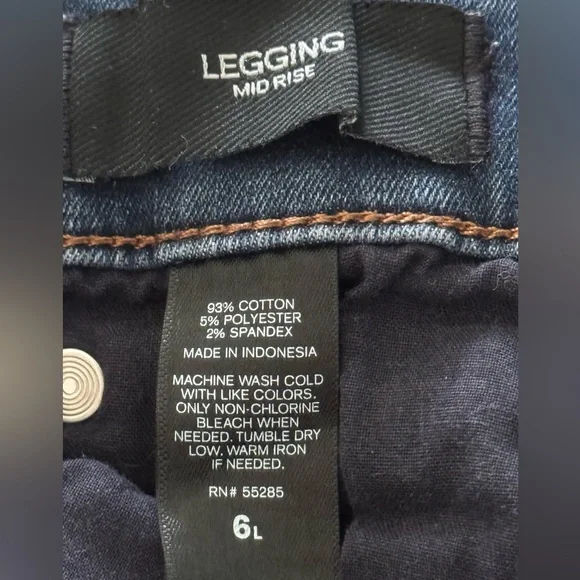 LEGGING
MID RISE
93% COTTON
5% POLYESTER
2% SPANDEX
MADE IN INDONESIA
MACHINE WASH COLD
WITH LIKE COLORS.
ONLY NON-CHLORINE
BLEACH WHEN
NEEDED. TUMBLE DRY
LOW. WARM IRON
IF NEEDED.
RN# 55285
6L